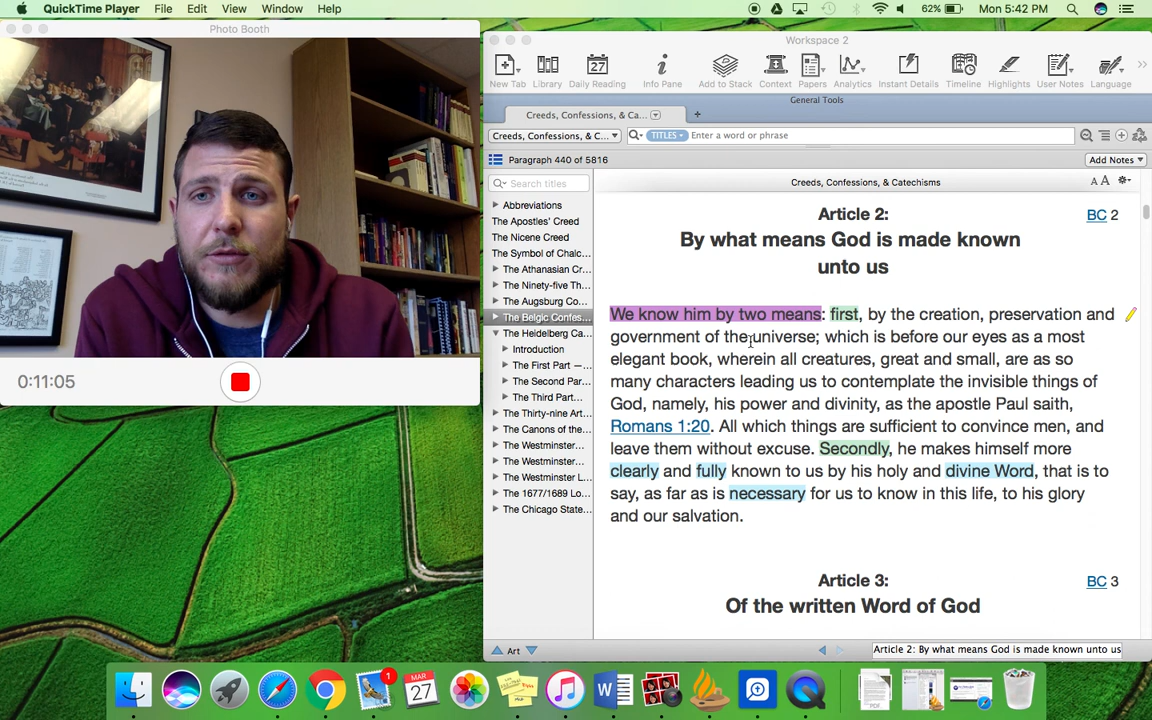 QuickTime Player File Edit View Window Help
62% Mon 5:42 PM
Photo Booth
0:11:05
Workspace 2
New Tab Library Daily Reading Info Pane Add to Stack Context Papers Analytics Instant Details Timeline Highlights User Notes Language
General Tools
Creeds, Confessions, & Ca...
Creeds, Confessions, & C... TITLES Enter a word or phrase
Paragraph 440 of 5816 Add Notes
Search titles
Creeds, Confessions, & Catechisms A A
Abbreviations
The Apostles' Creed
The Nicene Creed
The Symbol of Chalc...
The Athanasian Cr...
The Ninety-five Th...
The Augsburg Co...
The Belgic Confes...
The Heidelberg Ca...
Introduction
The First Part —...
The Second Par...
The Third Part...
The Thirty-nine Art...
The Canons of the...
The Westminster...
The Westminster...
The Westminster L...
The 1677/1689 Lo...
The Chicago State...
Article 2: BC 2
By what means God is made known
unto us
We know him by two means: first, by the creation, preservation and
government of the universe; which is before our eyes as a most
elegant book, wherein all creatures, great and small, are as so
many characters leading us to contemplate the invisible things of
God, namely, his power and divinity, as the apostle Paul saith,
Romans 1:20. All which things are sufficient to convince men, and
leave them without excuse. Secondly, he makes himself more
clearly and fully known to us by his holy and divine Word, that is to
say, as far as is necessary for us to know in this life, to his glory
and our salvation.
Article 3: BC 3
Of the written Word of God
Art Article 2: By what means God is made known unto us
1
MAR
27
W
PDF